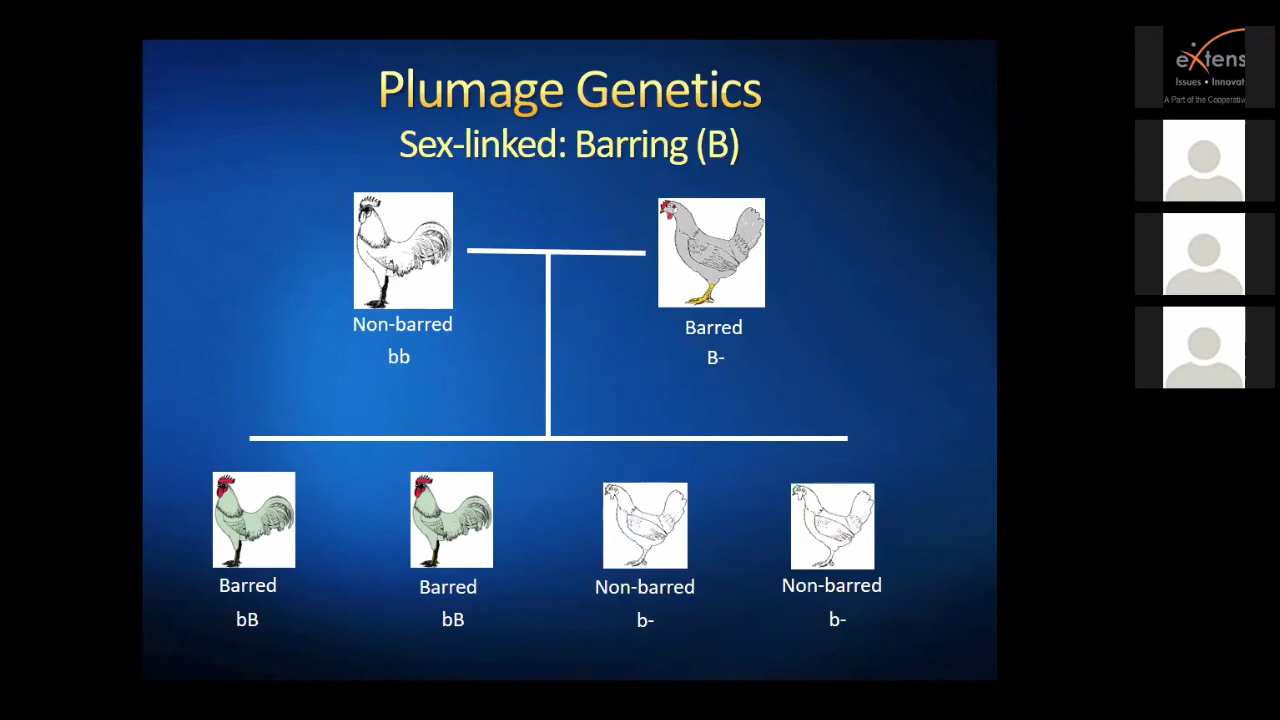 Plumage Genetics
Sex-linked: Barring (B)
Non-barred
bb
Barred
B-
Barred
bB
Barred
bB
Non-barred
b-
Non-barred
b-
eXtens
Issues • Innovat
A Part of the Cooperativ